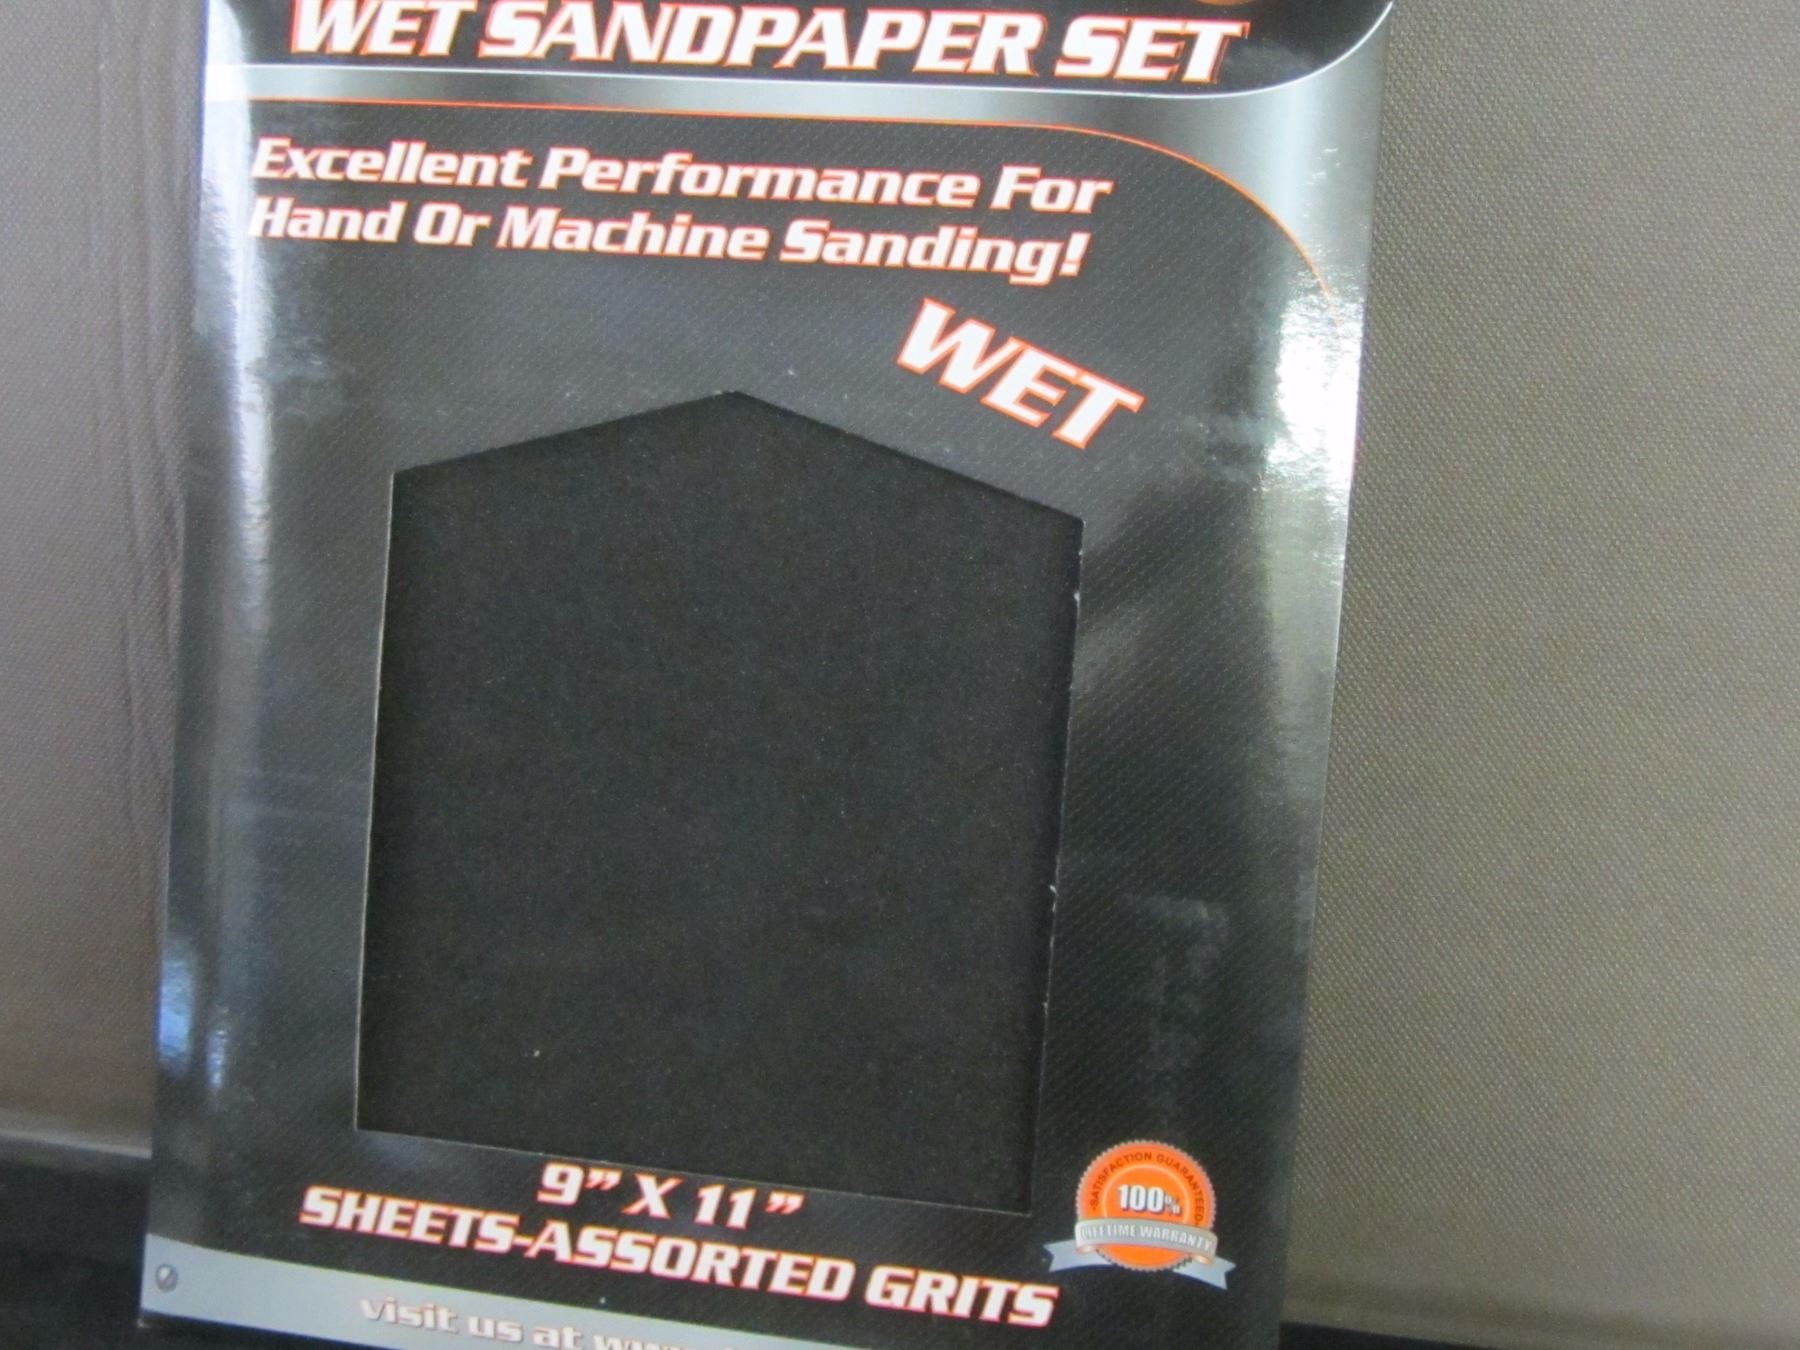 WET SANDPAPER SET
Excellent Performance For
Hand Or Machine Sanding!
WET
9" X 11"
SHEETS-ASSORTED GRITS
SATISFACTION GUARANTEED
100%
LIFETIME WARRANTY
visit us at